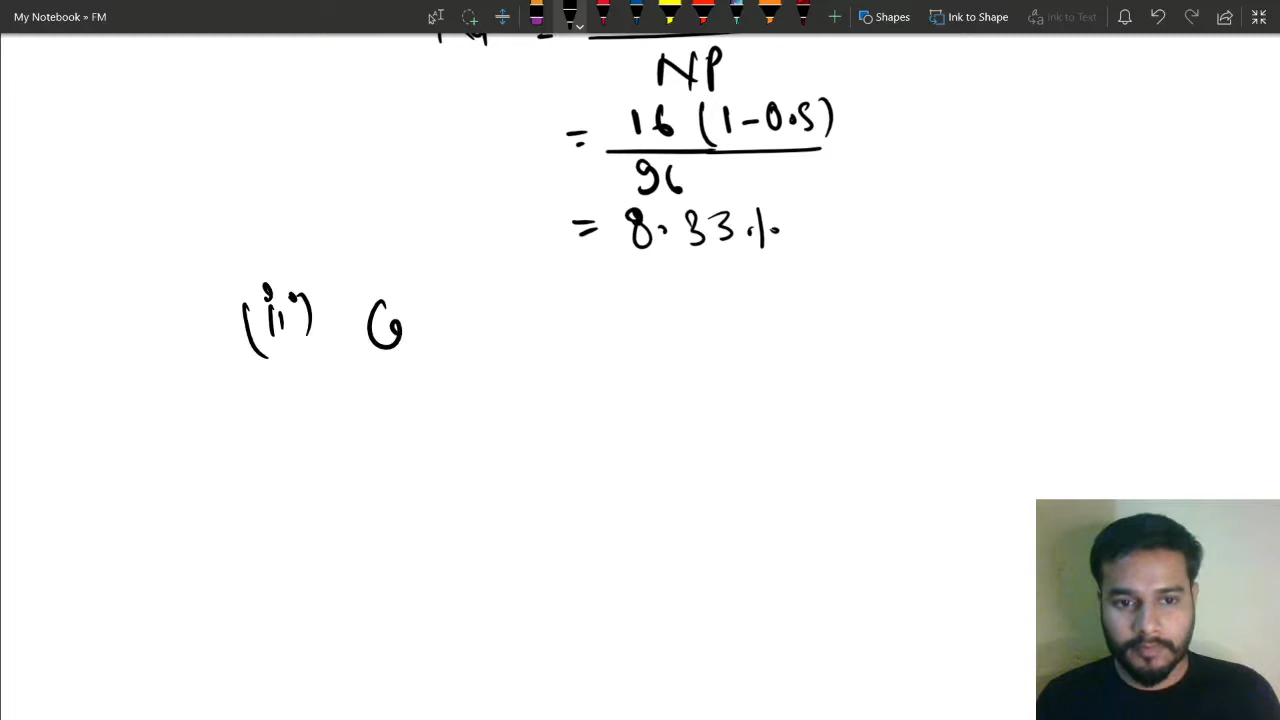 My Notebook » FM Shapes Ink to Shape Ink to Text
=
NP
= 16 (1-0.5)
96
= 8.33%
(ii)